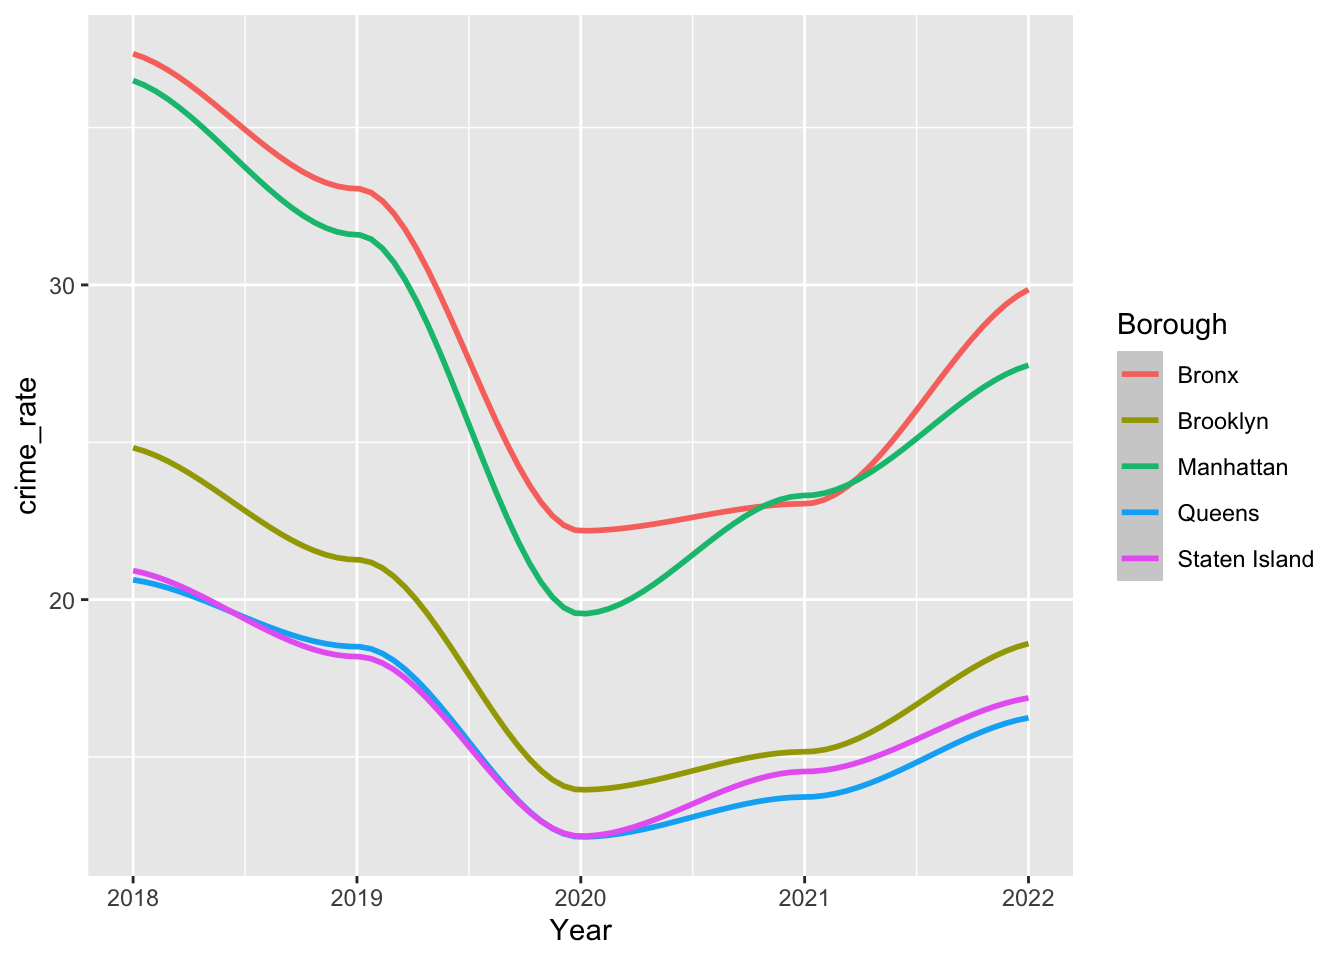 crime_rate
30
20
2018 2019 2020 2021 2022
Year
Borough
Bronx
Brooklyn
Manhattan
Queens
Staten Island